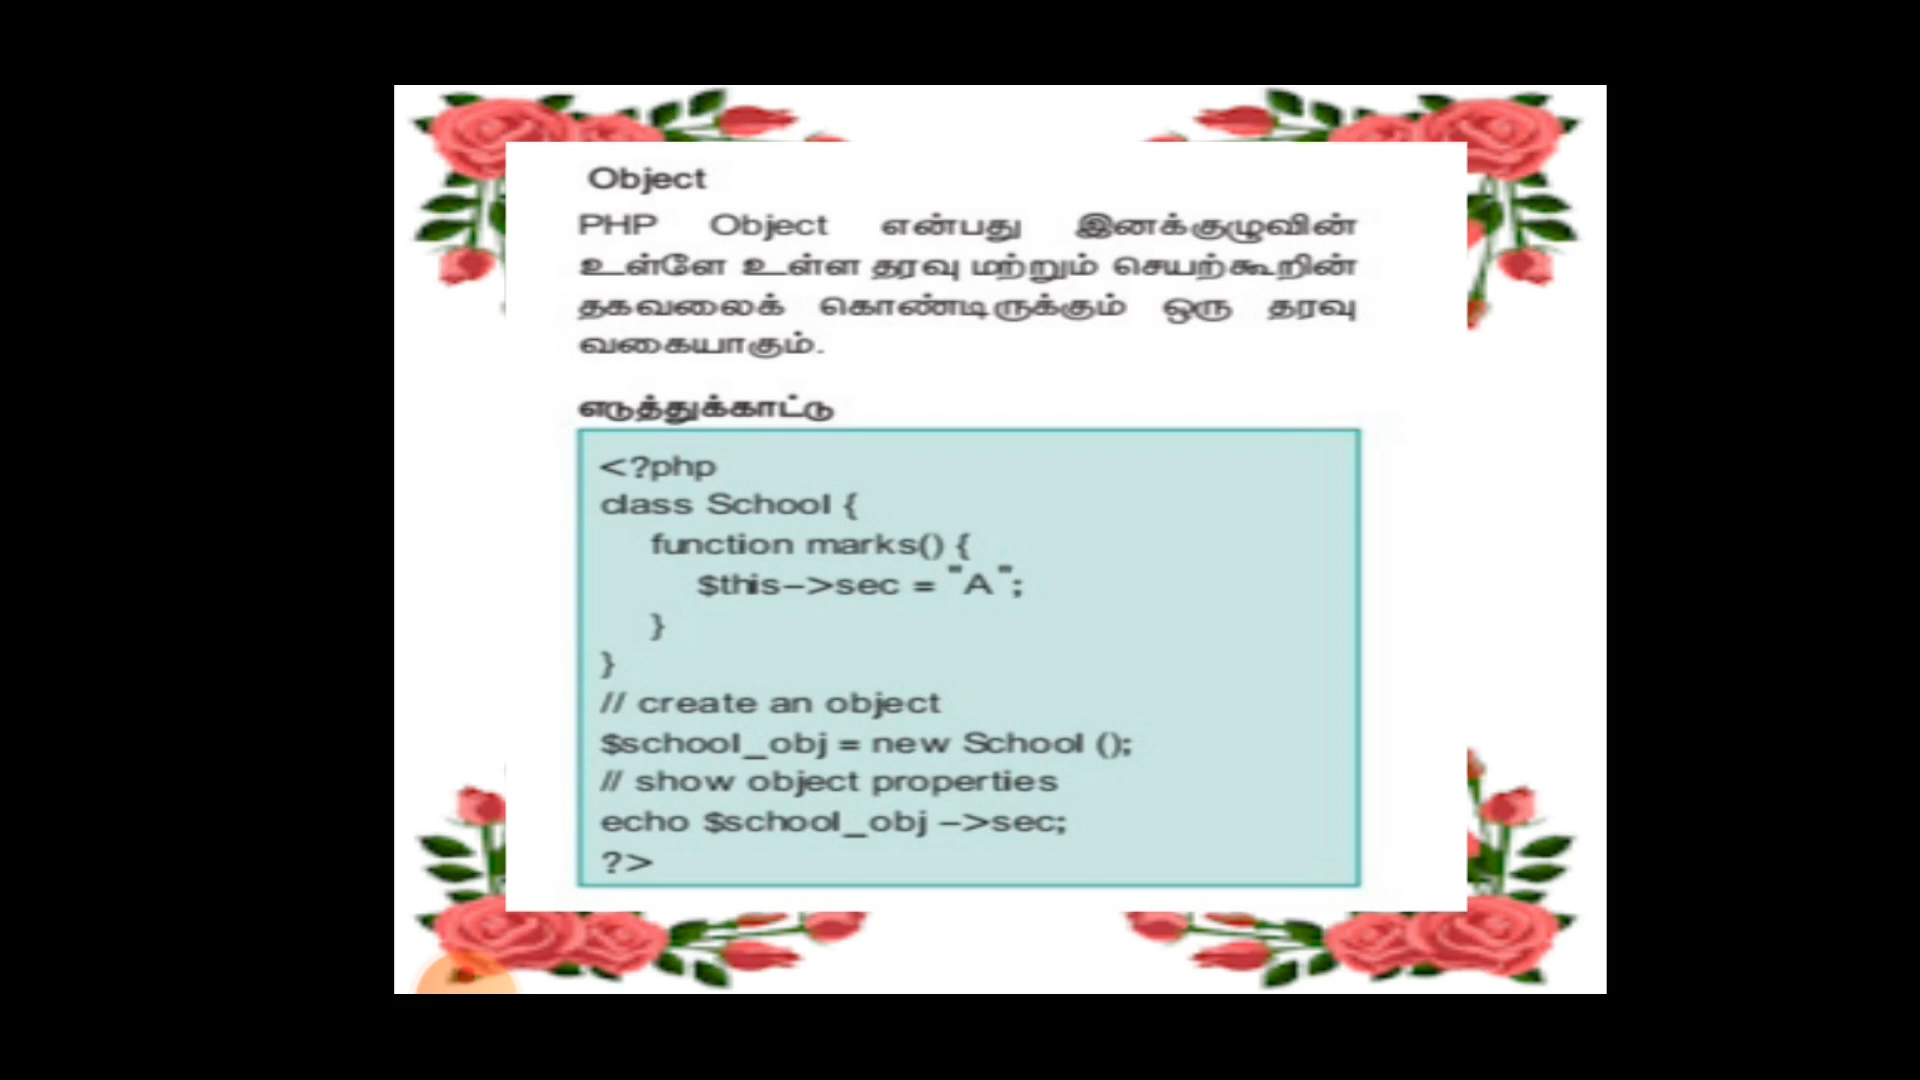 Object
PHP Object என்பது இனக்குழுவின்
உள்ளே உள்ள தரவு மற்றும் செயற்கூறின்
தகவலைக் கொண்டிருக்கும் ஒரு தரவு
வகையாகும்.
எடுத்துக்காட்டு
<?php
class School {
function marks() {
$this–>sec = "A";
}
}
// create an object
$school_obj = new School ();
// show object properties
echo $school_obj –>sec;
?>